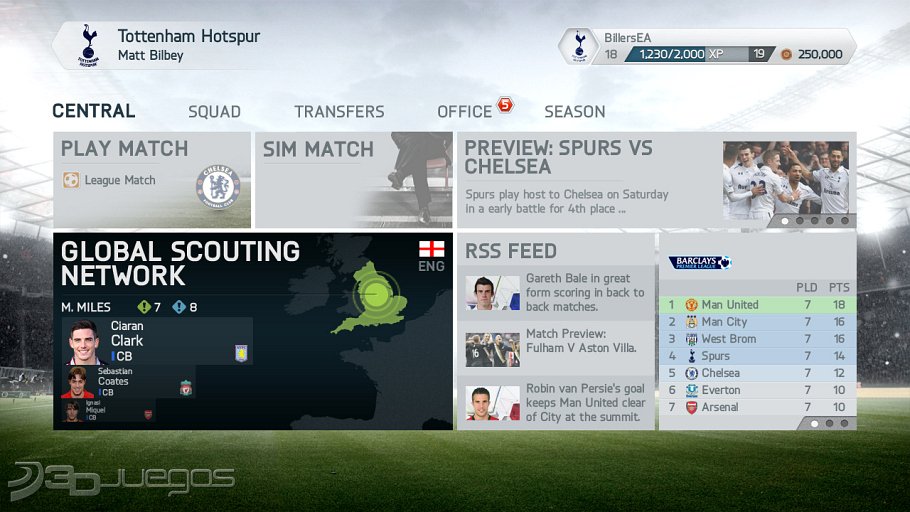 Tottenham Hotspur
Matt Bilbey
TOTTENHAM
HOTSPUR
BillersEA
18 1,230/2,000 XP 19 250,000
CENTRAL SQUAD TRANSFERS OFFICE 5 SEASON
PLAY MATCH
League Match
SIM MATCH
PREVIEW: SPURS VS
CHELSEA
Spurs play host to Chelsea on Saturday
in a early battle for 4th place ...
GLOBAL SCOUTING
NETWORK
ENG
M. MILES 7 8
Ciaran
Clark
CB
Sebastian
Coates
CB
Ignasi
Miquel
CB
RSS FEED
Gareth Bale in great
form scoring in back to
back matches.
Match Preview:
Fulham V Aston Villa.
Robin van Persie's goal
keeps Man United clear
of City at the summit.
BARCLAYS
PREMIER LEAGUE
PLD PTS
1 Man United 7 18
2 Man City 7 16
3 West Brom 7 16
4 Spurs 7 14
5 Chelsea 7 12
6 Everton 7 10
7 Arsenal 7 10
3DJUEGOS